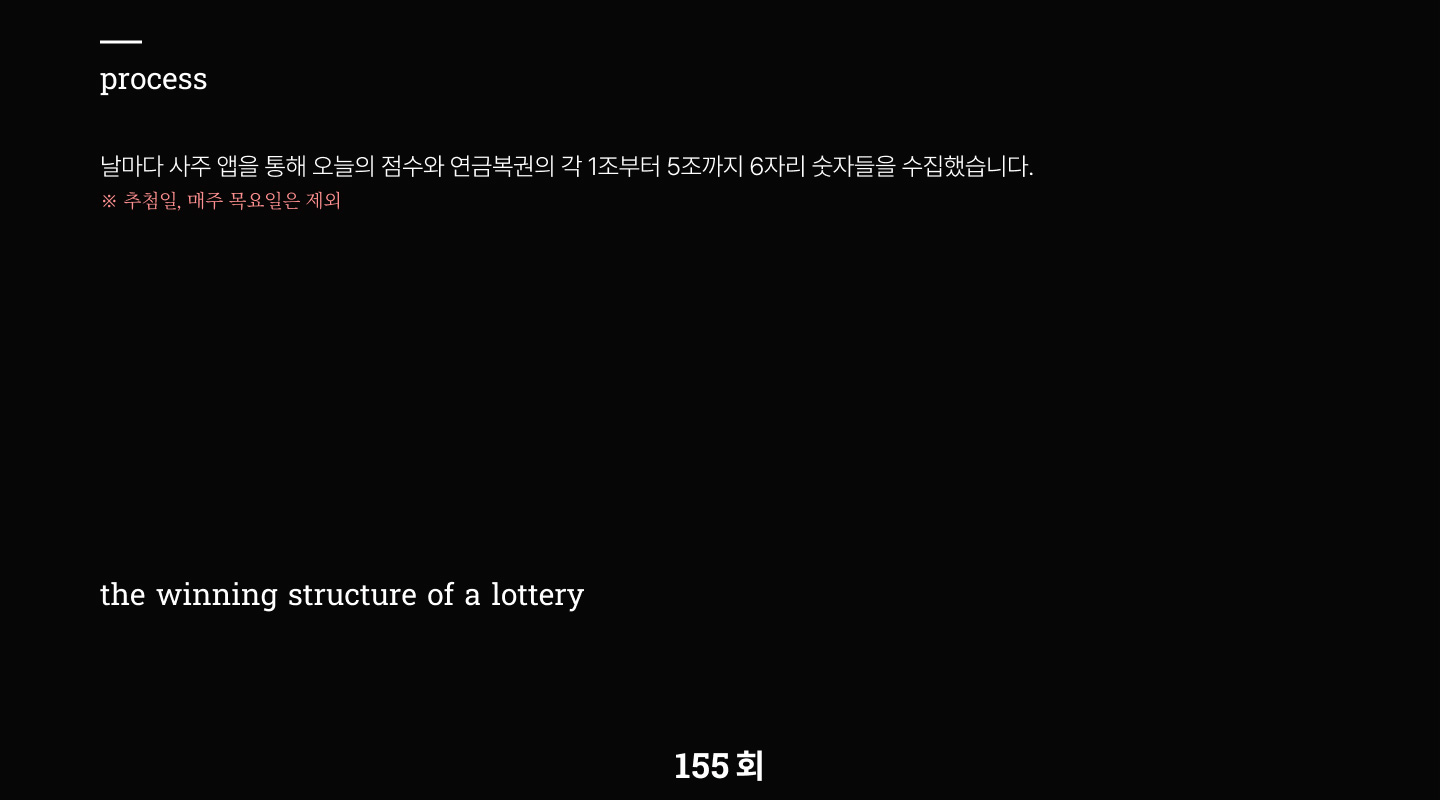 process
날마다 사주 앱을 통해 오늘의 점수와 연금복권의 각 1조부터 5조까지 6자리 숫자들을 수집했습니다.
※ 추첨일, 매주 목요일은 제외
the winning structure of a lottery
155 회